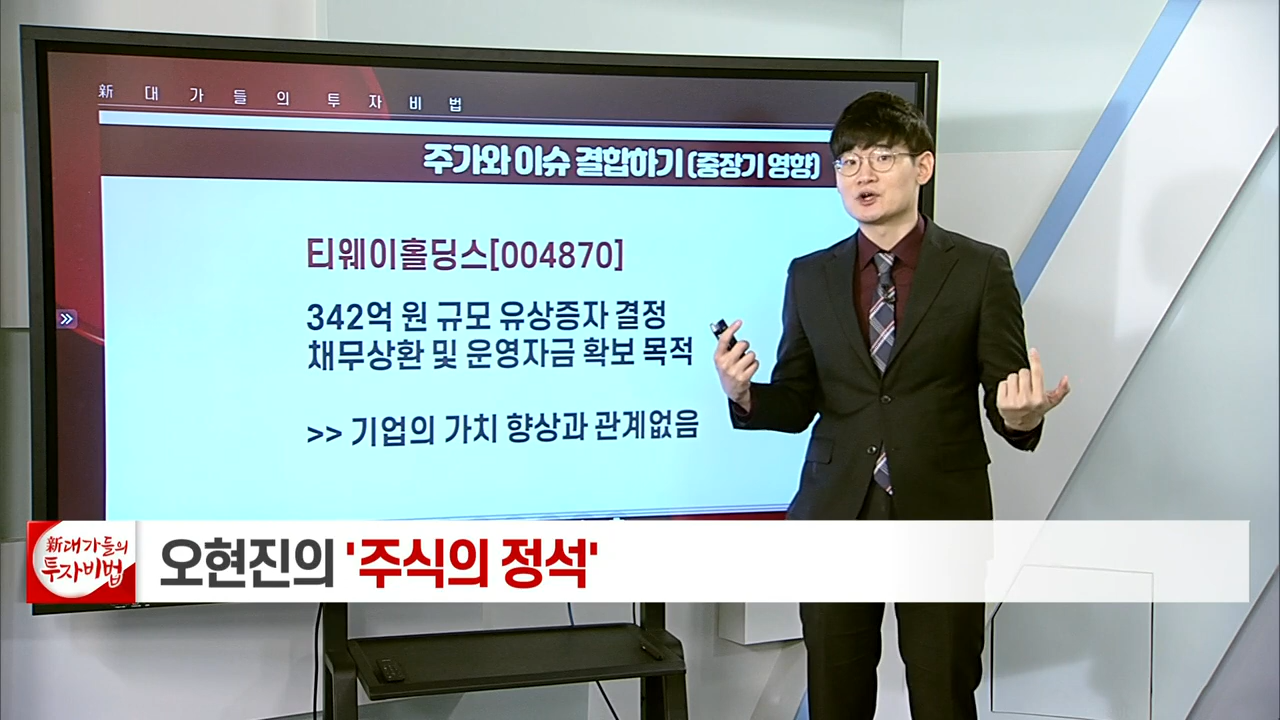 新 대 가 들 의 투 자 비 법
주가와 이슈 결합하기 (중장기 영향)
티웨이홀딩스[004870]
342억 원 규모 유상증자 결정
채무상환 및 운영자금 확보 목적
>> 기업의 가치 향상과 관계없음
新대가들의
투자비법
오현진의 '주식의 정석'